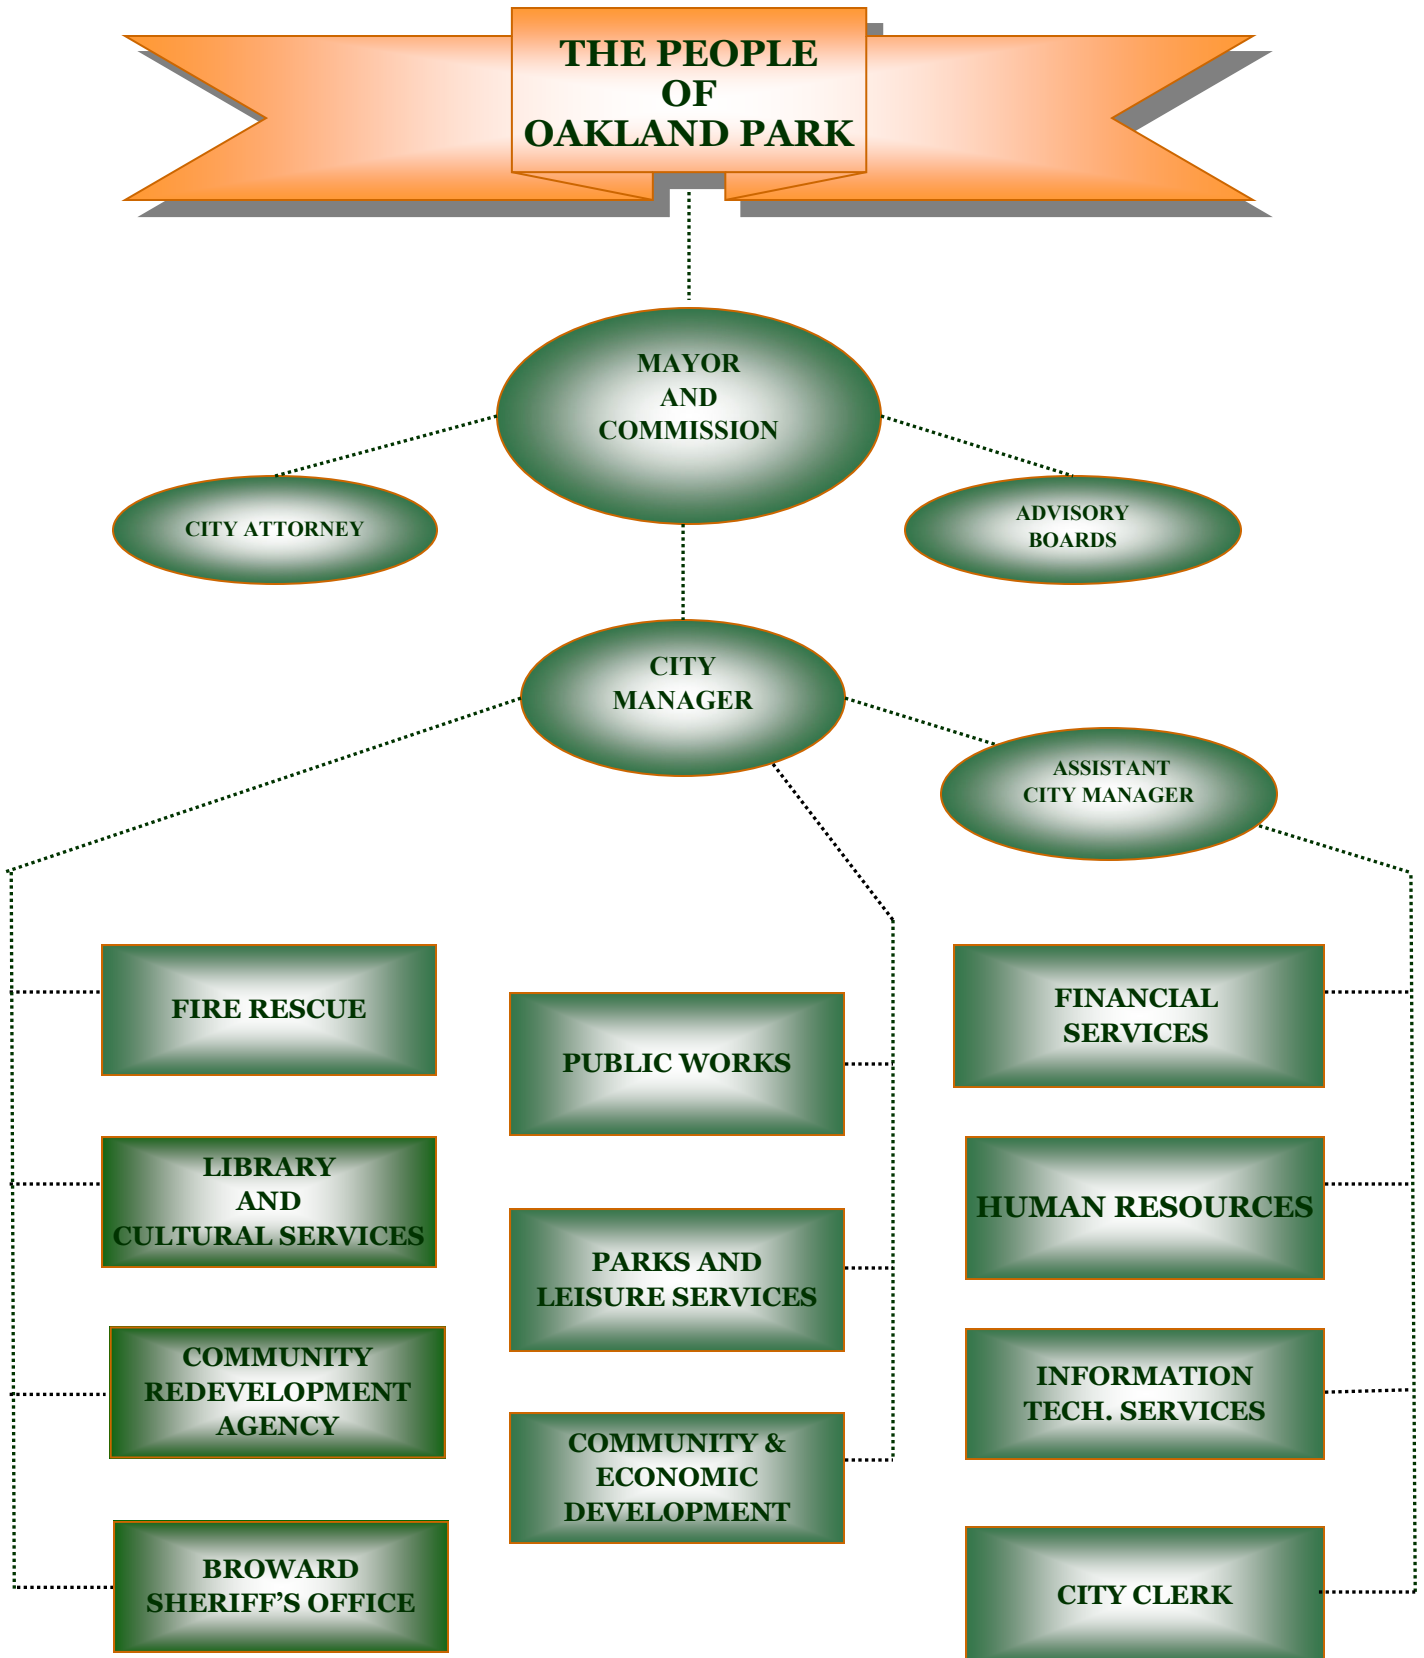 THE PEOPLE
OF
OAKLAND PARK
MAYOR
AND
COMMISSION
CITY ATTORNEY
ADVISORY
BOARDS
CITY
MANAGER
ASSISTANT
CITY MANAGER
FIRE RESCUE
LIBRARY
AND
CULTURAL SERVICES
COMMUNITY
REDEVELOPMENT
AGENCY
BROWARD
SHERIFF’S OFFICE
PUBLIC WORKS
PARKS AND
LEISURE SERVICES
COMMUNITY &
ECONOMIC
DEVELOPMENT
FINANCIAL
SERVICES
HUMAN RESOURCES
INFORMATION
TECH. SERVICES
CITY CLERK